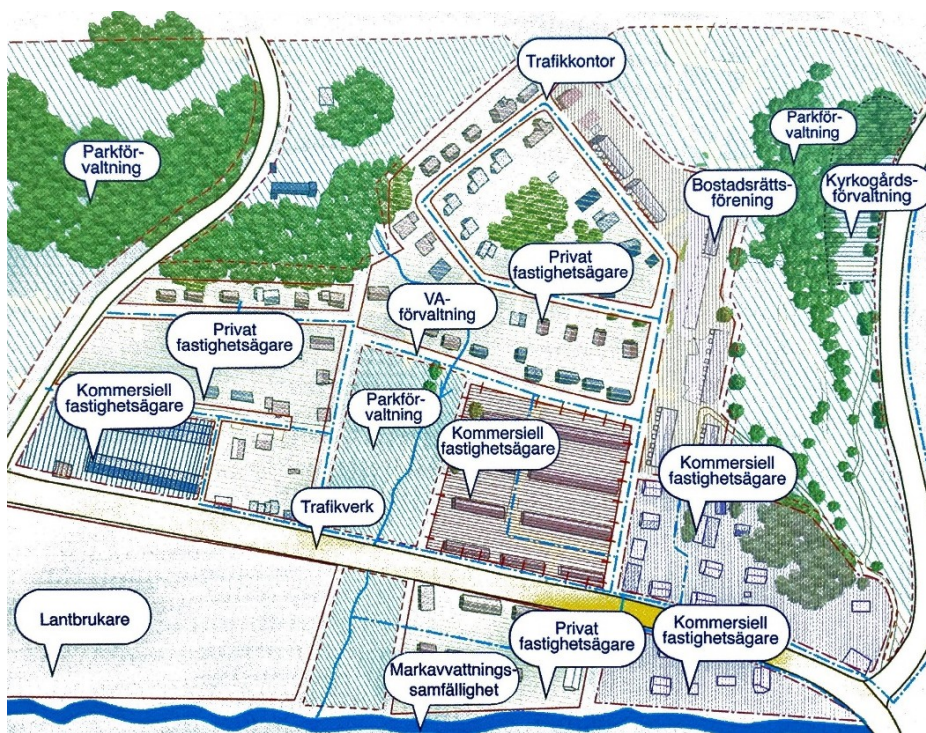 Trafikkontor
Parkför-
valtning
Parkför-
valtning
Bostadsrätts-
förening
Kyrkogårds-
förvaltning
Privat
fastighetsägare
VA-
förvaltning
Privat
fastighetsägare
Kommersiell
fastighetsägare
Parkför-
valtning
Kommersiell
fastighetsägare
Kommersiell
fastighetsägare
Trafikverk
Lantbrukare
Privat
fastighetsägare
Kommersiell
fastighetsägare
Markavvattnings-
samfällighet